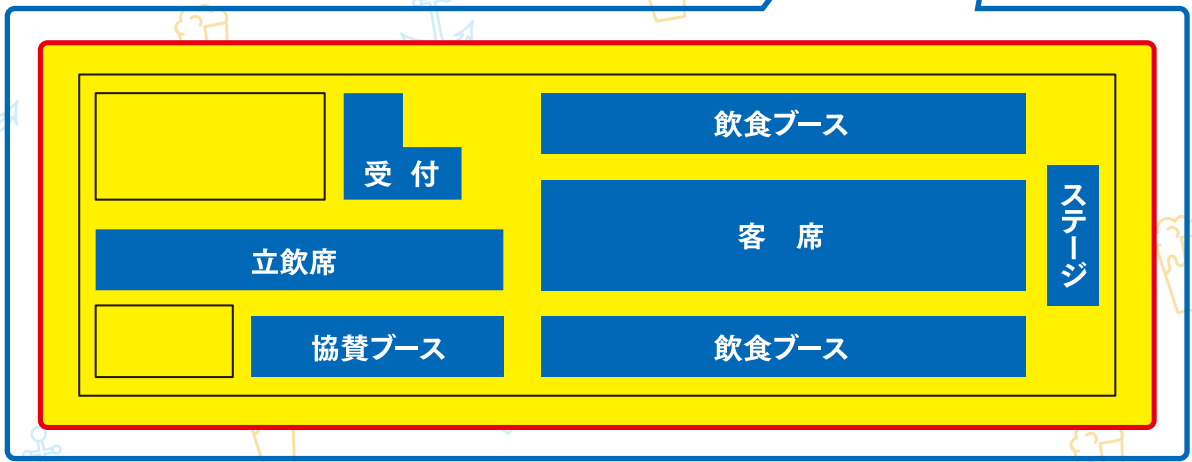 飲食ブース
受 付
客 席
ステージ
立飲席
協賛ブース
飲食ブース